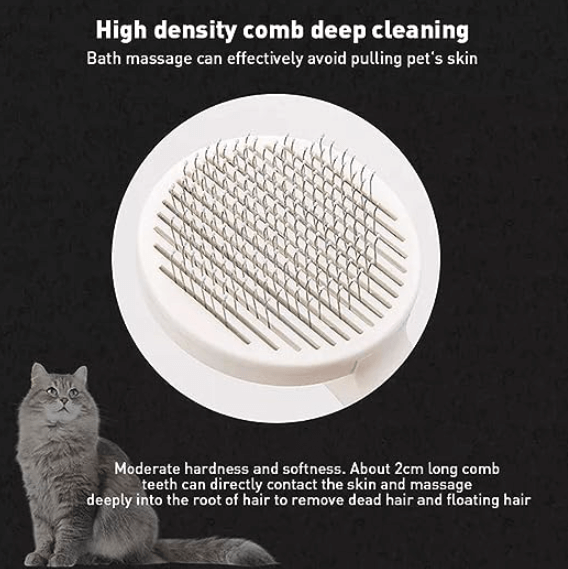 High density comb deep cleaning
Bath massage can effectively avoid pulling pet's skin
Moderate hardness and softness. About 2cm long comb
teeth can directly contact the skin and massage
deeply into the root of hair to remove dead hair and floating hair